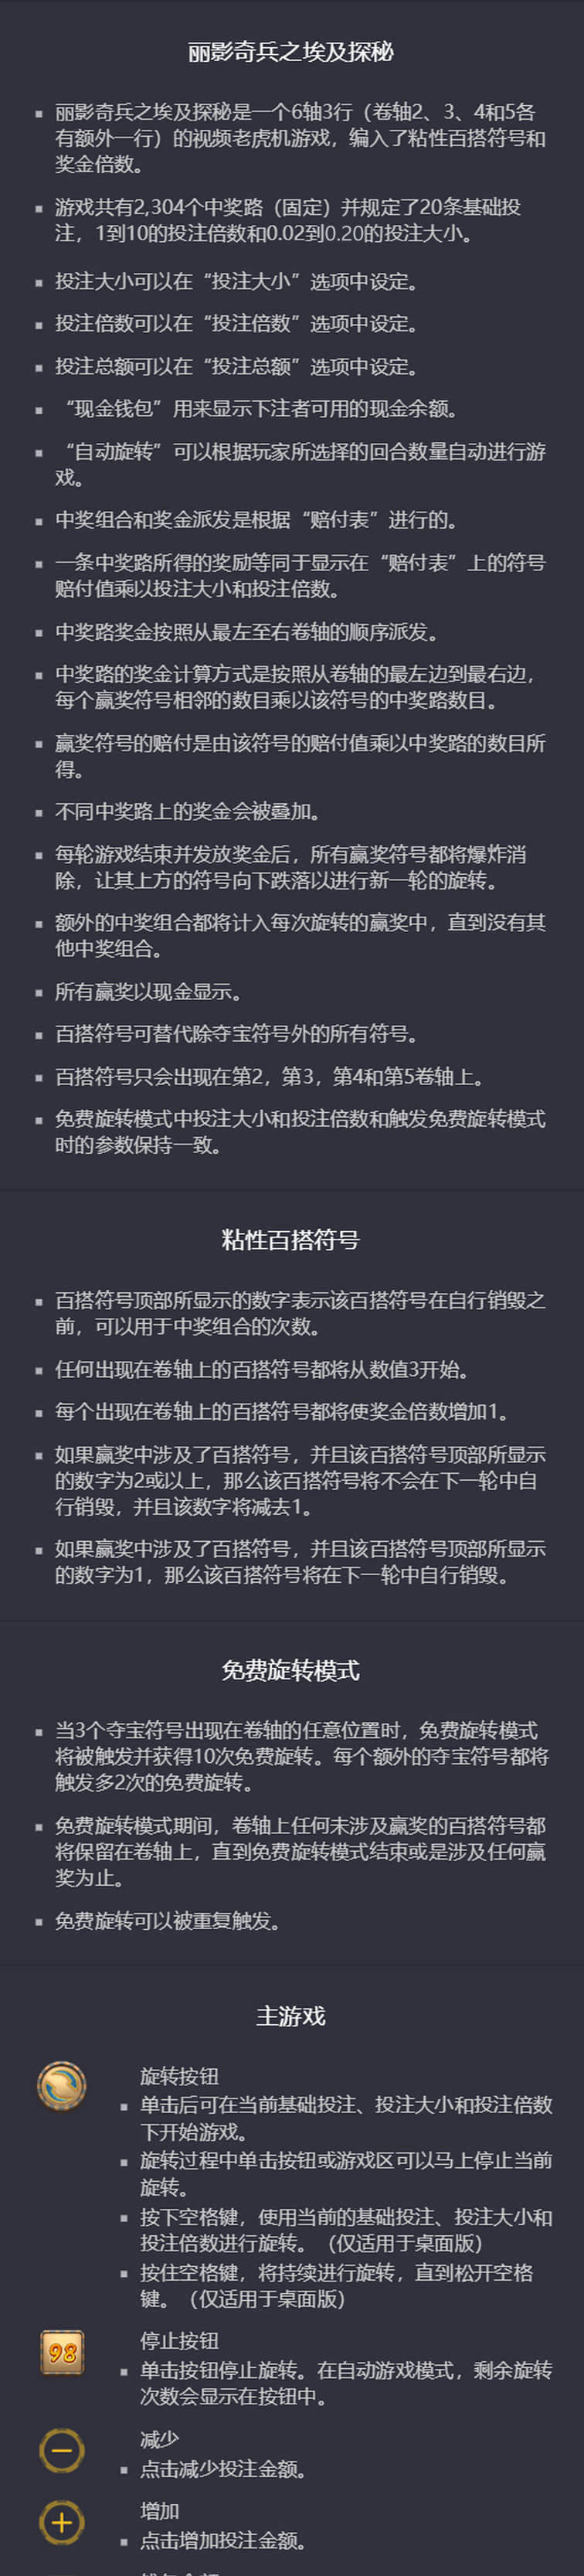 丽影奇兵之埃及探秘
丽影奇兵之埃及探秘是一个6轴3行（卷轴2、3、4和5各
有额外一行）的视频老虎机游戏，编入了粘性百搭符号和
奖金倍数。
游戏共有2,304个中奖路（固定）并规定了20条基础投
注，1到10的投注倍数和0.02到0.20的投注大小。
投注大小可以在“投注大小”选项中设定。
投注倍数可以在“投注倍数”选项中设定。
投注总额可以在“投注总额”选项中设定。
“现金钱包”用来显示下注者可用的现金余额。
“自动旋转”可以根据玩家所选择的回合数量自动进行游
戏。
中奖组合和奖金派发是根据“赔付表”进行的。
一条中奖路所得的奖励等同于显示在“赔付表”上的符号
赔付值乘以投注大小和投注倍数。
中奖路奖金按照从最左至右卷轴的顺序派发。
中奖路的奖金计算方式是按照从卷轴的最左边到最右边，
每个赢奖符号相邻的数目乘以该符号的中奖路数目。
赢奖符号的赔付是由该符号的赔付值乘以中奖路的数目所
得。
不同中奖路上的奖金会被叠加。
每轮游戏结束并发放奖金后，所有赢奖符号都将爆炸消
除，让其上方的符号向下跌落以进行新一轮的旋转。
额外的中奖组合都将计入每次旋转的赢奖中，直到没有其
他中奖组合。
所有赢奖以现金显示。
百搭符号可替代除夺宝符号外的所有符号。
百搭符号只会出现在第2，第3，第4和第5卷轴上。
免费旋转模式中投注大小和投注倍数和触发免费旋转模式
时的参数保持一致。
粘性百搭符号
百搭符号顶部所显示的数字表示该百搭符号在自行销毁之
前，可以用于中奖组合的次数。
任何出现在卷轴上的百搭符号都将从数值3开始。
每个出现在卷轴上的百搭符号都将使奖金倍数增加1。
如果赢奖中涉及了百搭符号，并且该百搭符号顶部所显示
的数字为2或以上，那么该百搭符号将不会在下一轮中自
行销毁，并且该数字将减去1。
如果赢奖中涉及了百搭符号，并且该百搭符号顶部所显示
的数字为1，那么该百搭符号将在下一轮中自行销毁。
免费旋转模式
当3个夺宝符号出现在卷轴的任意位置时，免费旋转模式
将被触发并获得10次免费旋转。每个额外的夺宝符号都将
触发多2次的免费旋转。
免费旋转模式期间，卷轴上任何未涉及赢奖的百搭符号都
将保留在卷轴上，直到免费旋转模式结束或是涉及任何赢
奖为止。
免费旋转可以被重复触发。
主游戏
旋转按钮
单击后可在当前基础投注、投注大小和投注倍数
下开始游戏。
旋转过程中单击按钮或游戏区可以马上停止当前
旋转。
按下空格键，使用当前的基础投注、投注大小和
投注倍数进行旋转。（仅适用于桌面版）
按住空格键，将持续进行旋转，直到松开空格
键。（仅适用于桌面版）
98
停止按钮
单击按钮停止旋转。在自动游戏模式，剩余旋转
次数会显示在按钮中。
减少
点击减少投注金额。
增加
点击增加投注金额。